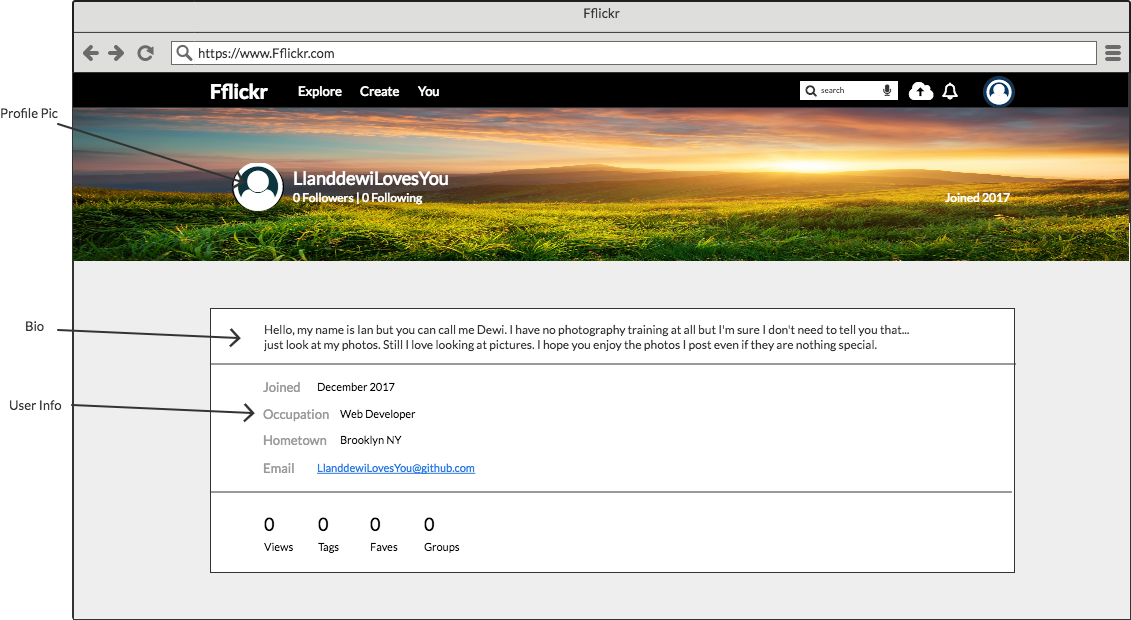 Fflickr
https://www.Fflickr.com
Fflickr Explore Create You search
Profile Pic
LlanddewiLovesYou
0 Followers | 0 Following Joined 2017
Bio
Hello, my name is Ian but you can call me Dewi. I have no photography training at all but I'm sure I don't need to tell you that...
just look at my photos. Still I love looking at pictures. I hope you enjoy the photos I post even if they are nothing special.
Joined December 2017
User Info
Occupation Web Developer
Hometown Brooklyn NY
Email LlanddewiLovesYou@github.com
0 0 0 0
Views Tags Faves Groups